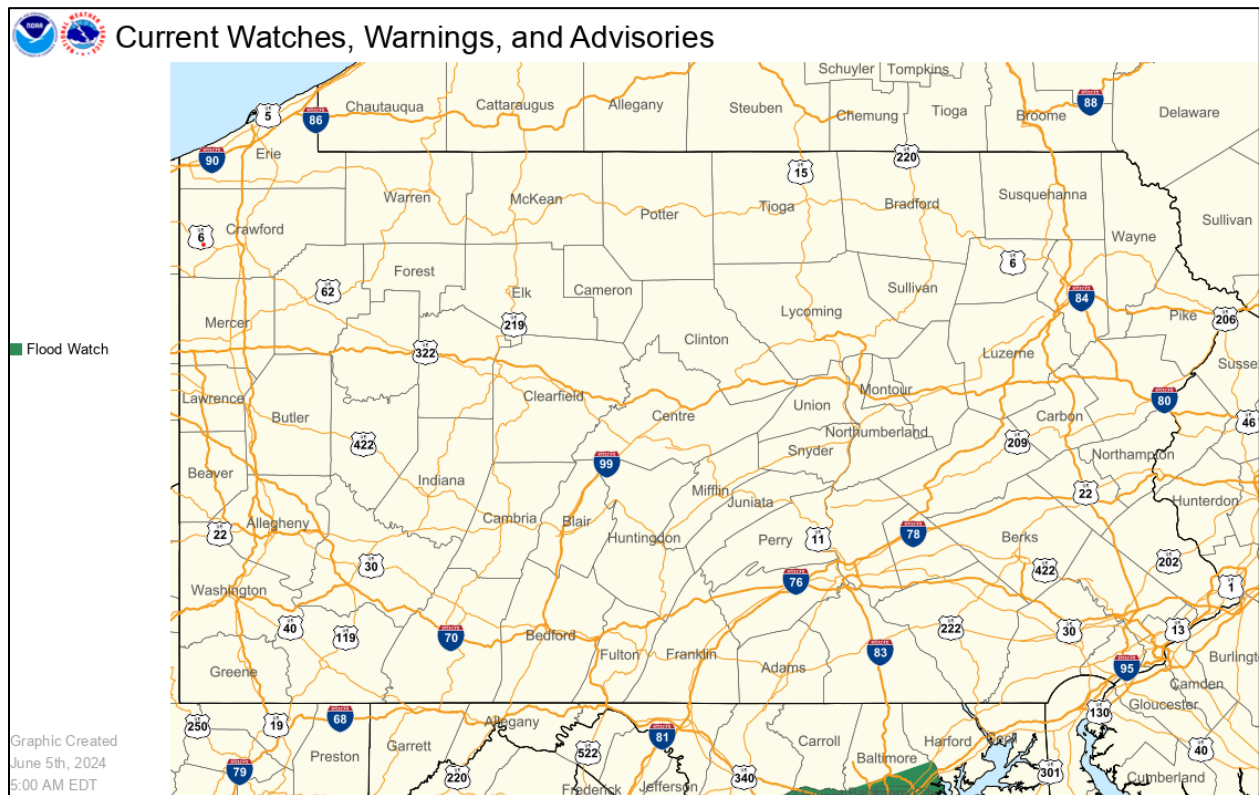 NOAA
Current Watches, Warnings, and Advisories
Schuyler Tompkins
Chautauqua Cattaraugus Allegany Steuben Chemung Tioga Broome 88 Delaware
5 86
90 Erie
15 220
Warren McKean Potter Tioga Bradford Susquehanna
Sullivan
6 Crawford Wayne
6
Forest
62 Elk Cameron Sullivan 84
Mercer 219 Lycoming Pike 206
Flood Watch
322 Clinton Luzerne
Lawrence Clearfield Montour 80
Butler Centre Union Carbon 46
422 Northumberland 209
99 Snyder Northampton
Beaver Indiana Mifflin 22
Juniata Hunterdon
Allegheny Cambria Blair
22 Huntingdon Perry 11 78 Berks
30 422 202
Washington 76 1
40 119 70 Bedford 222 30 13
Fulton Franklin 83
Greene Adams 95
Camden
250 19 68 Allegany 130 Gloucester
Preston Garrett 522 81 Carroll Harford Cecil
Graphic Created
June 5th, 2024
5:00 AM EDT
79 220 340 Baltimore 301 40
Frederick Jefferson Cumberland